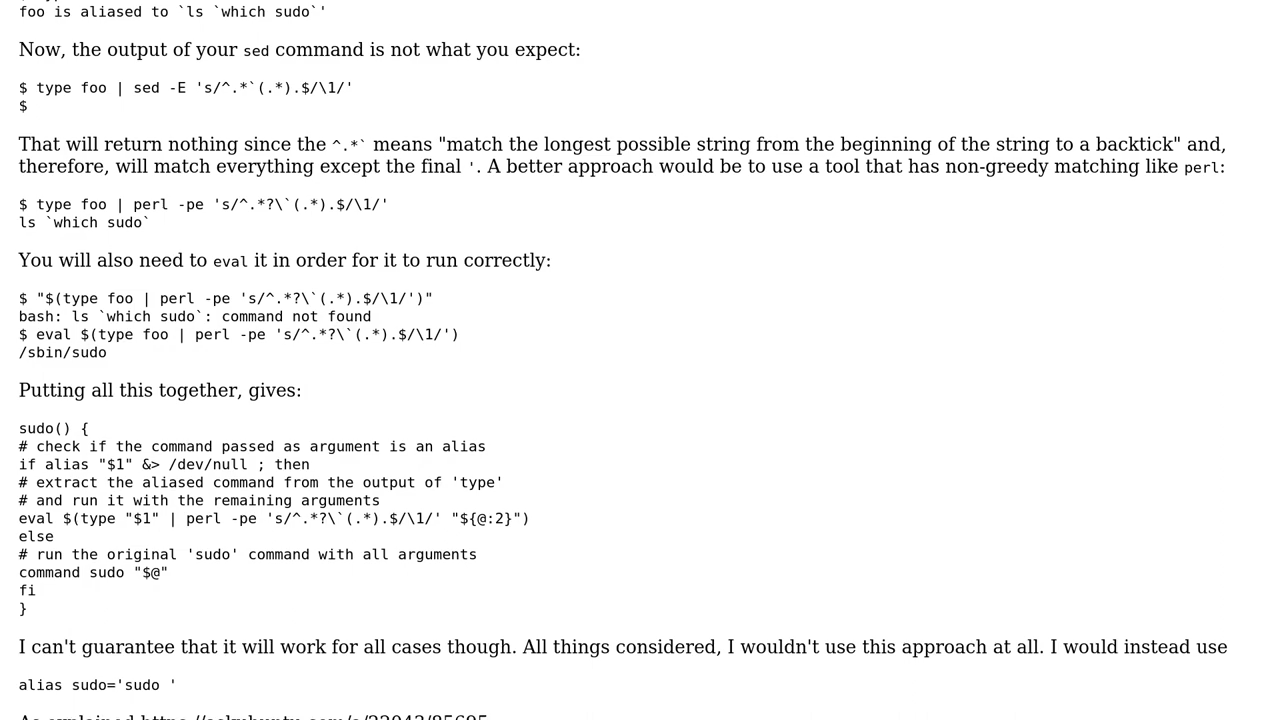 foo is aliased to `ls `which sudo`'
Now, the output of your sed command is not what you expect:
$ type foo | sed -E 's/^.*`(.*).$/\1/'
$
That will return nothing since the ^.*` means "match the longest possible string from the beginning of the string to a backtick" and,
therefore, will match everything except the final '. A better approach would be to use a tool that has non-greedy matching like perl:
$ type foo | perl -pe 's/^.*?\`(.*).$/\1/'
ls `which sudo`
You will also need to eval it in order for it to run correctly:
$ "$(type foo | perl -pe 's/^.*?\`(.*).$/\1/')"
bash: ls `which sudo`: command not found
$ eval $(type foo | perl -pe 's/^.*?\`(.*).$/\1/')
/sbin/sudo
Putting all this together, gives:
sudo() {
# check if the command passed as argument is an alias
if alias "$1" &> /dev/null ; then
# extract the aliased command from the output of 'type'
# and run it with the remaining arguments
eval $(type "$1" | perl -pe 's/^.*?\`(.*).$/\1/' "${@:2}")
else
# run the original 'sudo' command with all arguments
command sudo "$@"
fi
}
I can't guarantee that it will work for all cases though. All things considered, I wouldn't use this approach at all. I would instead use
alias sudo='sudo '
As explained